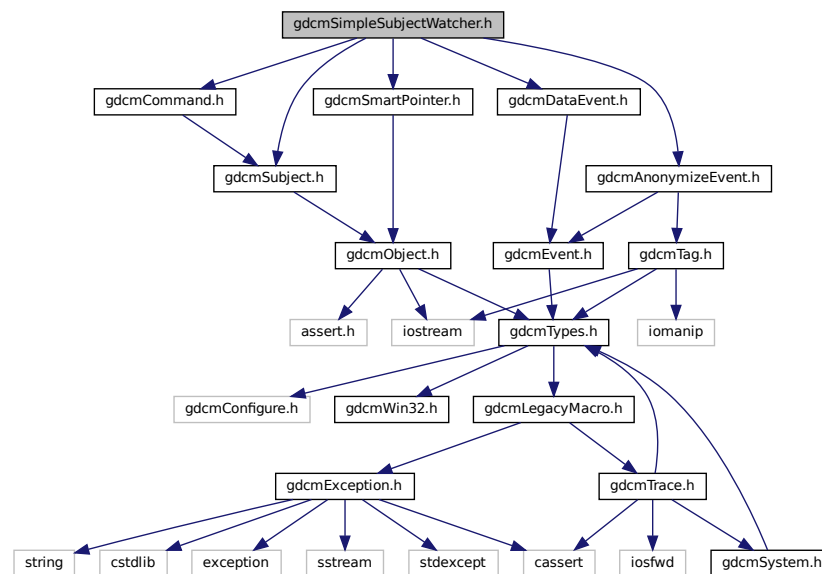 gdcmSimpleSubjectWatcher.h
gdcmCommand.h
gdcmSmartPointer.h
gdcmDataEvent.h
gdcmSubject.h
gdcmAnonymizeEvent.h
gdcmObject.h
gdcmEvent.h
gdcmTag.h
assert.h
iostream
gdcmTypes.h
iomanip
gdcmConfigure.h
gdcmWin32.h
gdcmLegacyMacro.h
gdcmException.h
gdcmTrace.h
string
cstdlib
exception
sstream
stdexcept
cassert
iosfwd
gdcmSystem.h